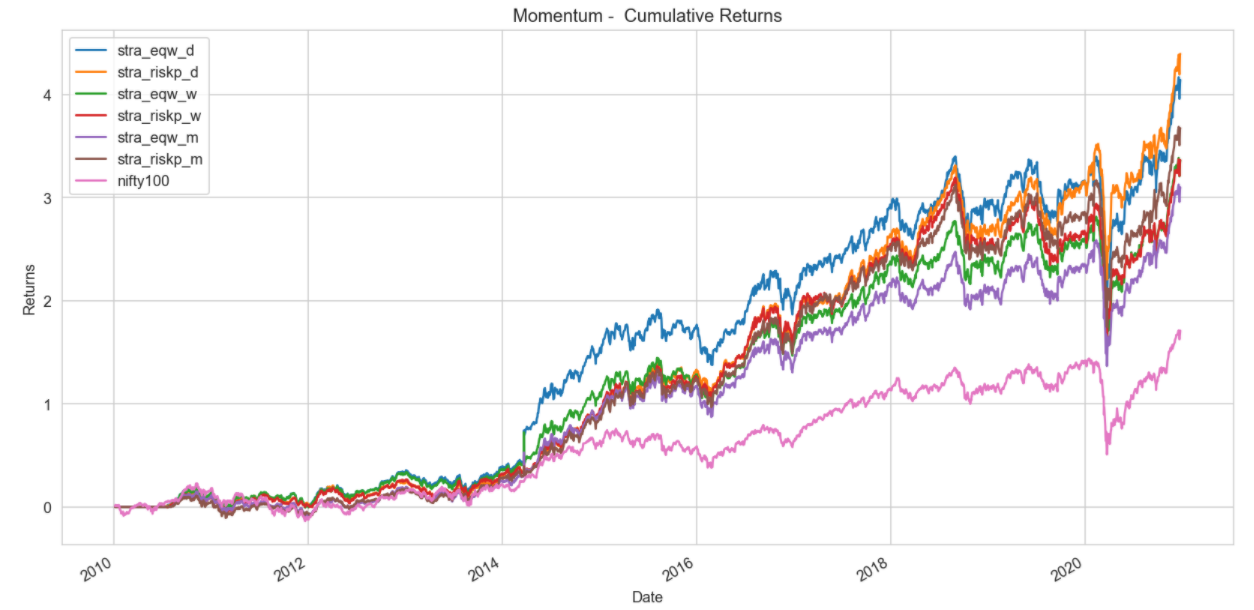 Momentum -  Cumulative Returns
stra_eqw_d
stra_riskp_d
stra_eqw_w
stra_riskp_w
stra_eqw_m
stra_riskp_m
nifty100
4
3
2
1
0
Returns
2010
2012
2014
2016
2018
2020
Date